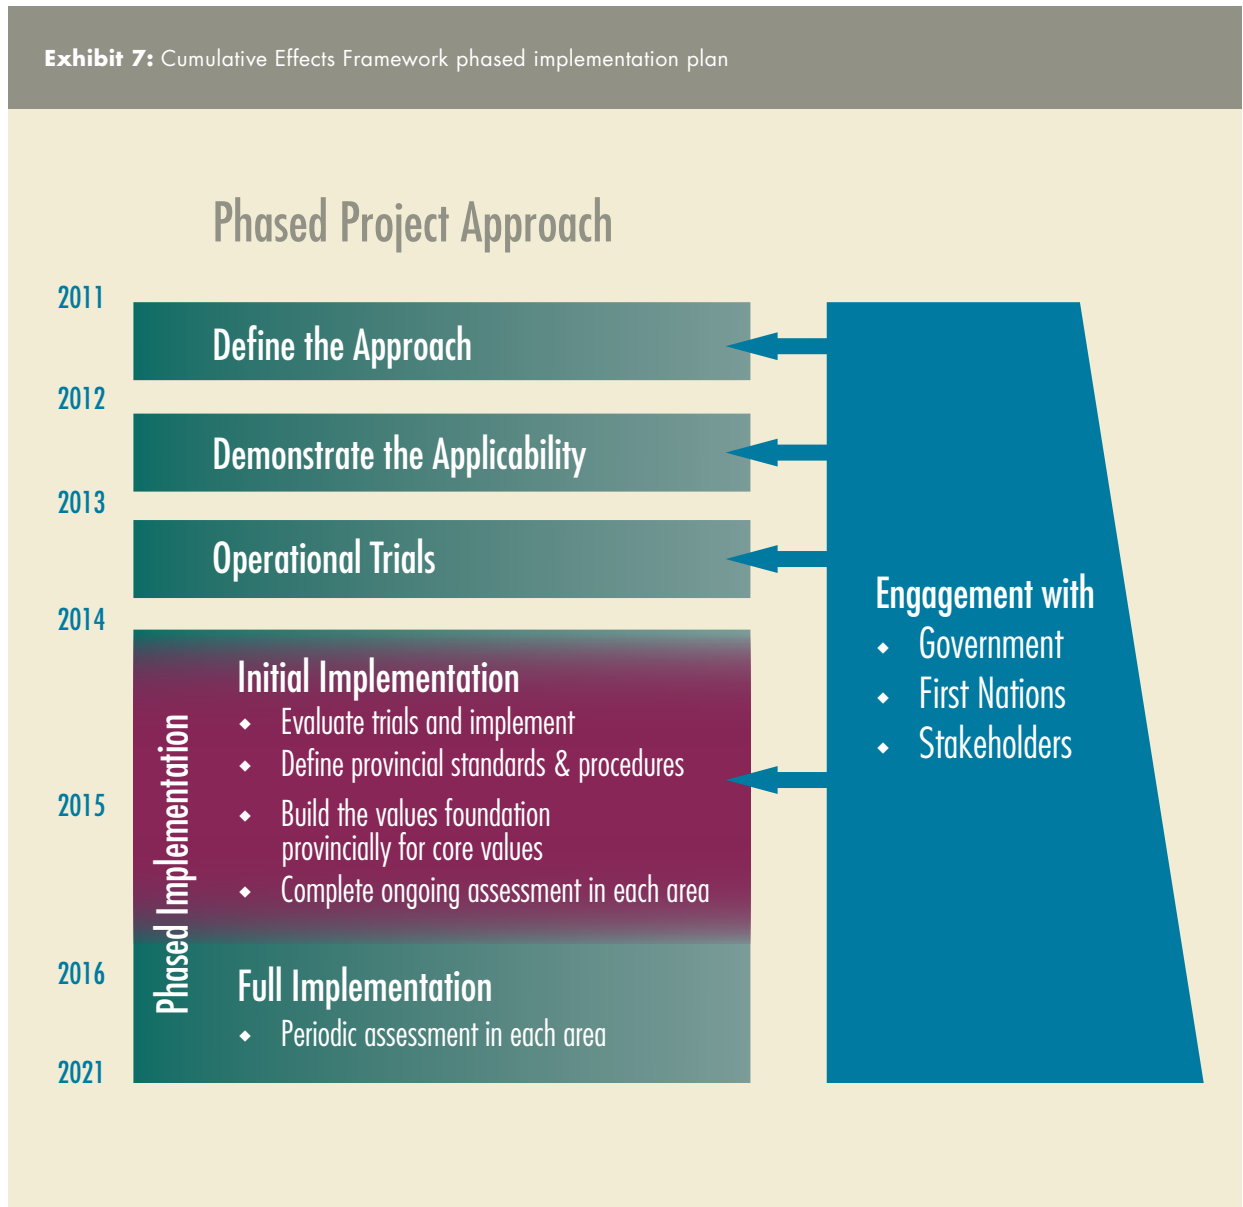 Exhibit 7: Cumulative Effects Framework phased implementation plan
Phased Project Approach
2011
Define the Approach
2012
Demonstrate the Applicability
2013
Operational Trials
2014
Phased Implementation
Initial Implementation
◆ Evaluate trials and implement
◆ Define provincial standards & procedures
2015
◆ Build the values foundation
provincially for core values
◆ Complete ongoing assessment in each area
2016
Full Implementation
◆ Periodic assessment in each area
2021
Engagement with
◆ Government
◆ First Nations
◆ Stakeholders